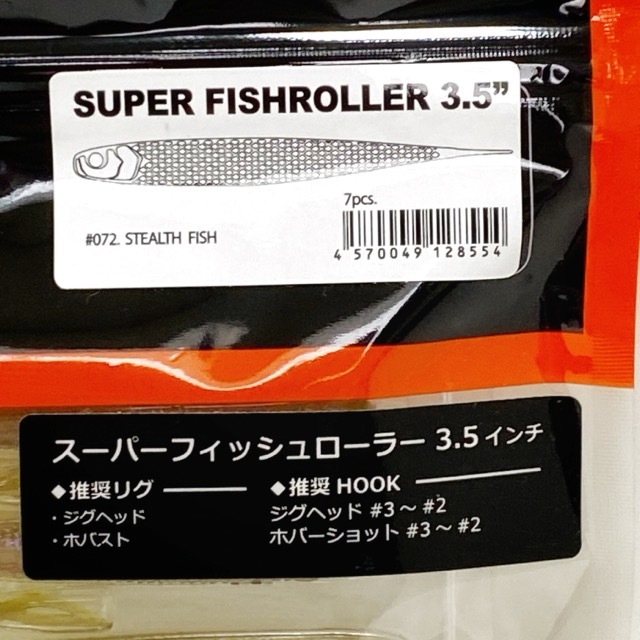 SUPER FISHROLLER 3.5”
7pcs.
#072. STEALTH FISH
4 570049 128554
スーパーフィッシュローラー 3.5 インチ
◆推奨リグ
・ジグヘッド
・ホバスト
◆推奨 HOOK
ジグヘッド #3～ #2
ホバーショット #3～ #2